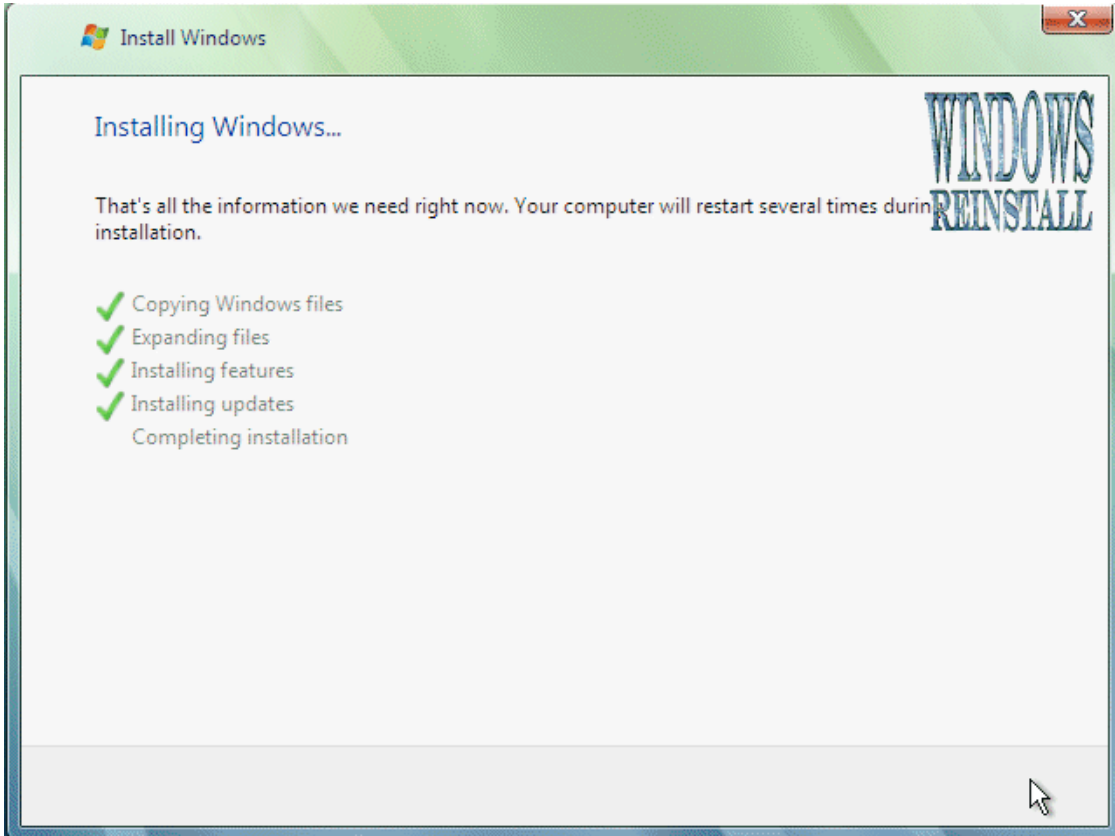 Install Windows
Installing Windows...
WINDOWS
REINSTALL
That's all the information we need right now. Your computer will restart several times durin
installation.
Copying Windows files
Expanding files
Installing features
Installing updates
Completing installation